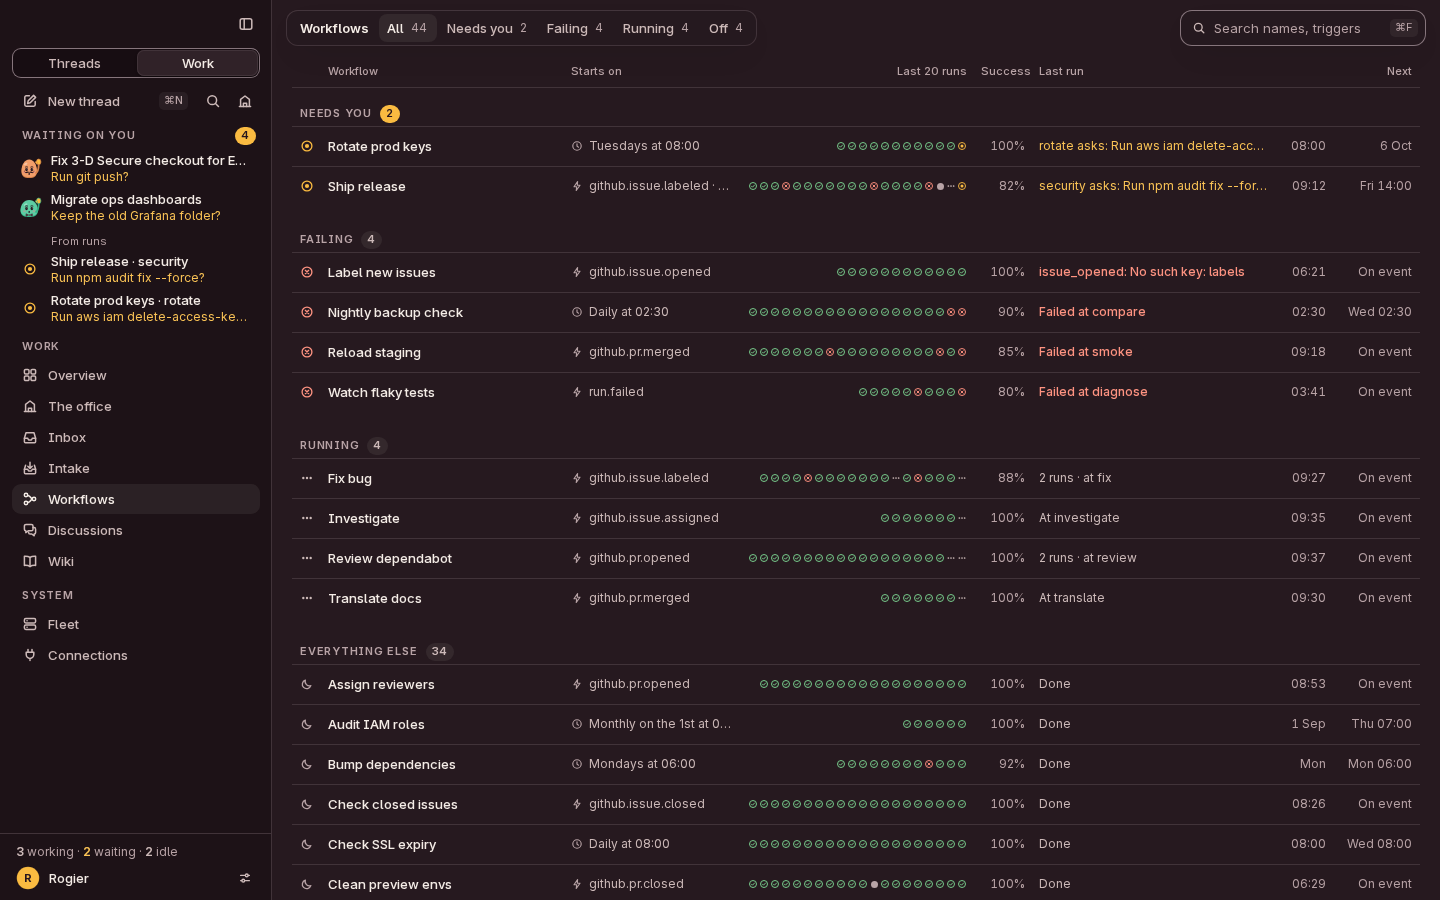 Threads
Work
New thread ⌘N
WAITING ON YOU 4
Fix 3-D Secure checkout for E…
Run git push?
Migrate ops dashboards
Keep the old Grafana folder?
From runs
Ship release · security
Run npm audit fix --force?
Rotate prod keys · rotate
Run aws iam delete-access-ke…
WORK
Overview
The office
Inbox
Intake
Workflows
Discussions
Wiki
SYSTEM
Fleet
Connections
3 working · 2 waiting · 2 idle
R Rogier
Workflows All 44 Needs you 2 Failing 4 Running 4 Off 4
Search names, triggers ⌘F
Workflow Starts on Last 20 runs Success Last run Next
NEEDS YOU 2
Rotate prod keys Tuesdays at 08:00 100% rotate asks: Run aws iam delete-acc… 08:00 6 Oct
Ship release github.issue.labeled · … 82% security asks: Run npm audit fix --for… 09:12 Fri 14:00
FAILING 4
Label new issues github.issue.opened 100% issue_opened: No such key: labels 06:21 On event
Nightly backup check Daily at 02:30 90% Failed at compare 02:30 Wed 02:30
Reload staging github.pr.merged 85% Failed at smoke 09:18 On event
Watch flaky tests run.failed 80% Failed at diagnose 03:41 On event
RUNNING 4
Fix bug github.issue.labeled 88% 2 runs · at fix 09:27 On event
Investigate github.issue.assigned 100% At investigate 09:35 On event
Review dependabot github.pr.opened 100% 2 runs · at review 09:37 On event
Translate docs github.pr.merged 100% At translate 09:30 On event
EVERYTHING ELSE 34
Assign reviewers github.pr.opened 100% Done 08:53 On event
Audit IAM roles Monthly on the 1st at 0… 100% Done 1 Sep Thu 07:00
Bump dependencies Mondays at 06:00 92% Done Mon Mon 06:00
Check closed issues github.issue.closed 100% Done 08:26 On event
Check SSL expiry Daily at 08:00 100% Done 08:00 Wed 08:00
Clean preview envs github.pr.closed 100% Done 06:29 On event